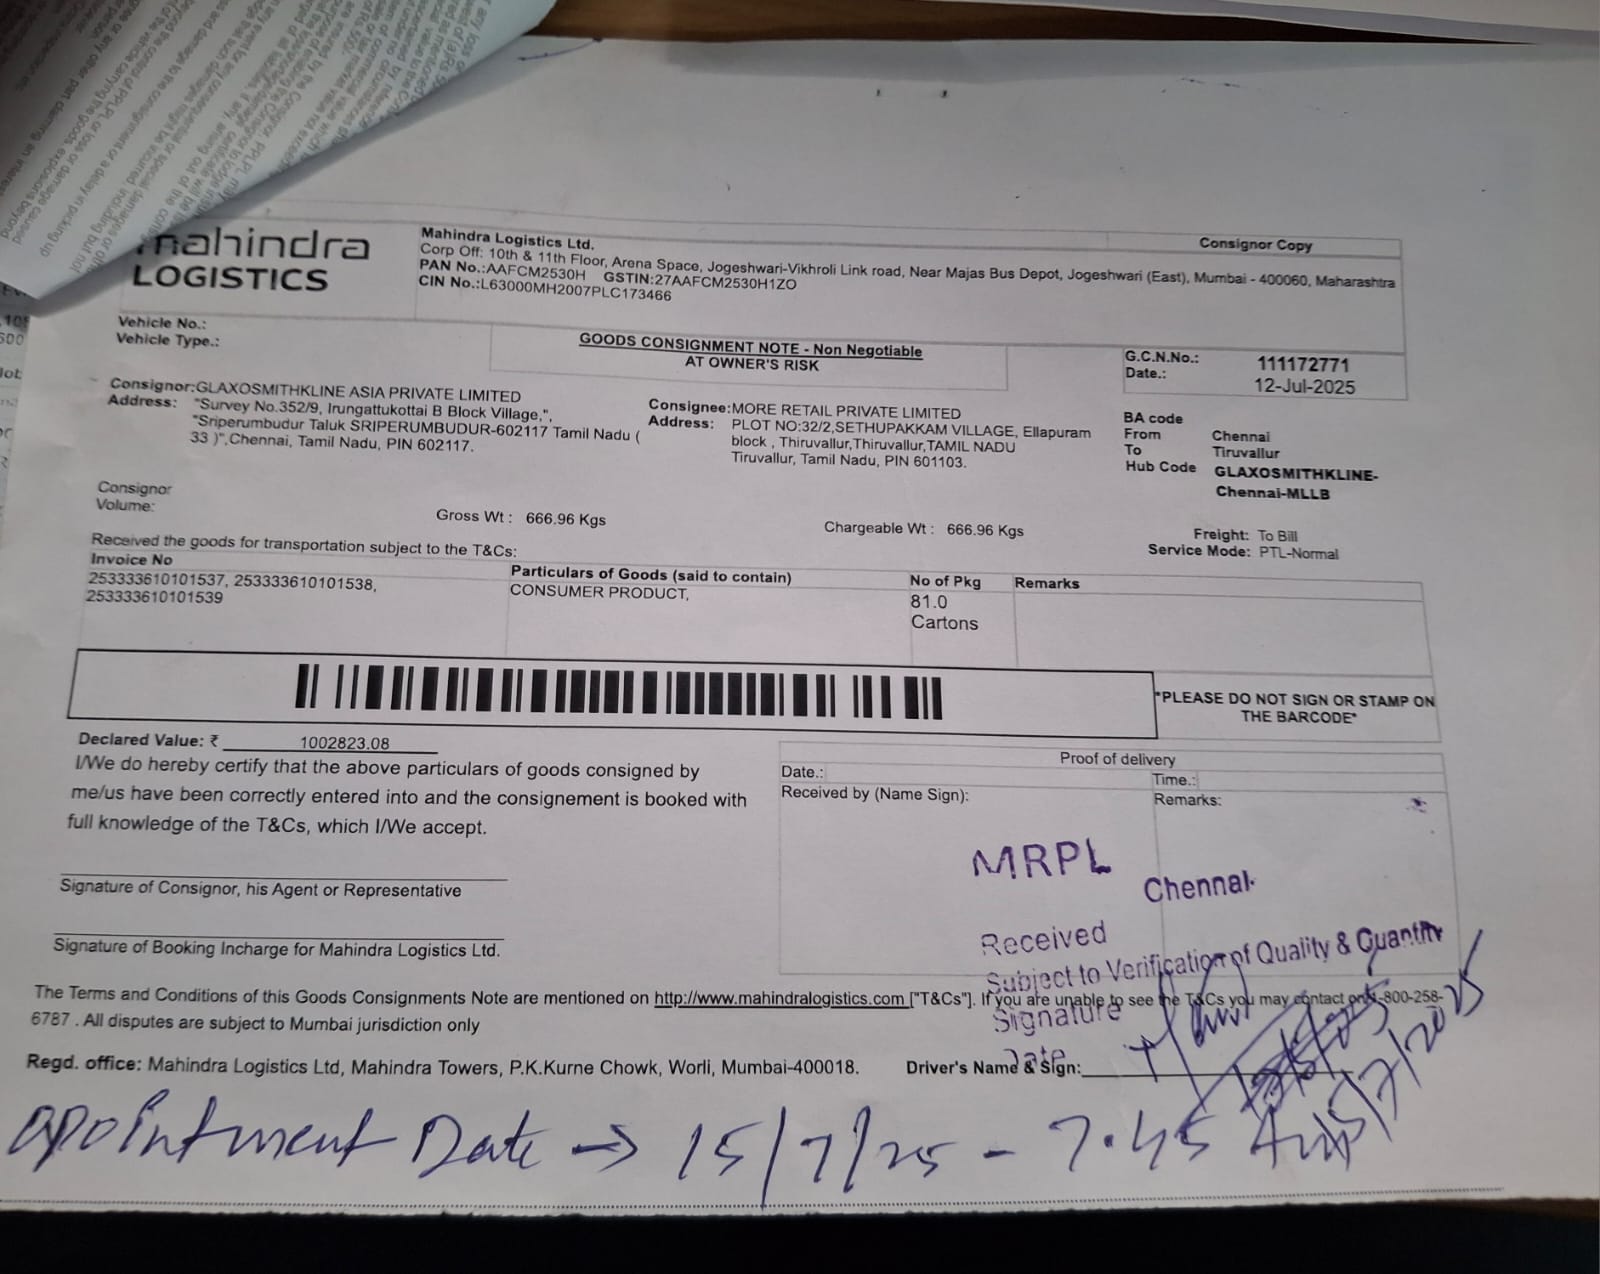 mahindra
LOGISTICS
Mahindra Logistics Ltd.
Corp Off: 10th & 11th Floor, Arena Space, Jogeshwari-Vikhroli Link road, Near Majas Bus Depot, Jogeshwari (East), Mumbai - 400060, Maharashtra
PAN No.:AAFCM2530H GSTIN:27AAFCM2530H1ZO
CIN No.:L63000MH2007PLC173466
Consignor Copy
Vehicle No.:
Vehicle Type.:
GOODS CONSIGNMENT NOTE - Non Negotiable
AT OWNER'S RISK
G.C.N.No.: 111172771
Date.: 12-Jul-2025
Consignor:GLAXOSMITHKLINE ASIA PRIVATE LIMITED
Address: "Survey No.352/9, Irungattukottai B Block Village,",
"Sriperumbudur Taluk SRIPERUMBUDUR-602117 Tamil Nadu (
33 )",Chennai, Tamil Nadu, PIN 602117.
Consignee:MORE RETAIL PRIVATE LIMITED
Address: PLOT NO:32/2,SETHUPAKKAM VILLAGE, Ellapuram
block , Thiruvallur,Thiruvallur,TAMIL NADU
Tiruvallur, Tamil Nadu, PIN 601103.
BA code
From Chennai
To Tiruvallur
Hub Code GLAXOSMITHKLINE-
Chennai-MLLB
Consignor
Volume:
Gross Wt : 666.96 Kgs
Chargeable Wt : 666.96 Kgs
Freight: To Bill
Service Mode: PTL-Normal
Received the goods for transportation subject to the T&Cs:
Invoice No
253333610101537, 253333610101538,
253333610101539
Particulars of Goods (said to contain)
CONSUMER PRODUCT,
No of Pkg
81.0
Cartons
Remarks
*PLEASE DO NOT SIGN OR STAMP ON
THE BARCODE*
Declared Value: ₹ 1002823.08
I/We do hereby certify that the above particulars of goods consigned by
me/us have been correctly entered into and the consignement is booked with
full knowledge of the T&Cs, which I/We accept.
Proof of delivery
Date.:
Time.:
Received by (Name Sign):
Remarks:
MRPL
Chennai
Received
Subject to Verification of Quality & Quantity
Signature
Date
Signature of Consignor, his Agent or Representative
Signature of Booking Incharge for Mahindra Logistics Ltd.
The Terms and Conditions of this Goods Consignments Note are mentioned on http://www.mahindralogistics.com ["T&Cs"]. If you are unable to see the T&Cs you may contact on 1-800-258-
6787 . All disputes are subject to Mumbai jurisdiction only
Regd. office: Mahindra Logistics Ltd, Mahindra Towers, P.K.Kurne Chowk, Worli, Mumbai-400018.
Driver's Name & Sign:
apointment Date → 15/7/25 - 7.45
15/7/2025